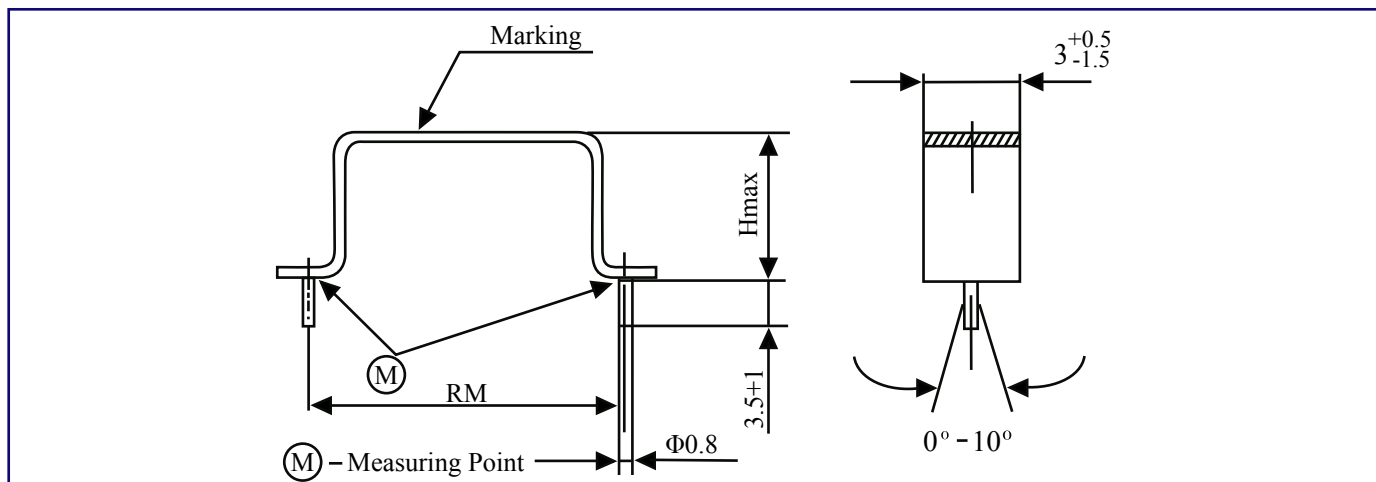 Marking
3 +0.5 -1.5
Hmax
M
RM
3.5+1
Φ0.8
M – Measuring Point
0° – 10°